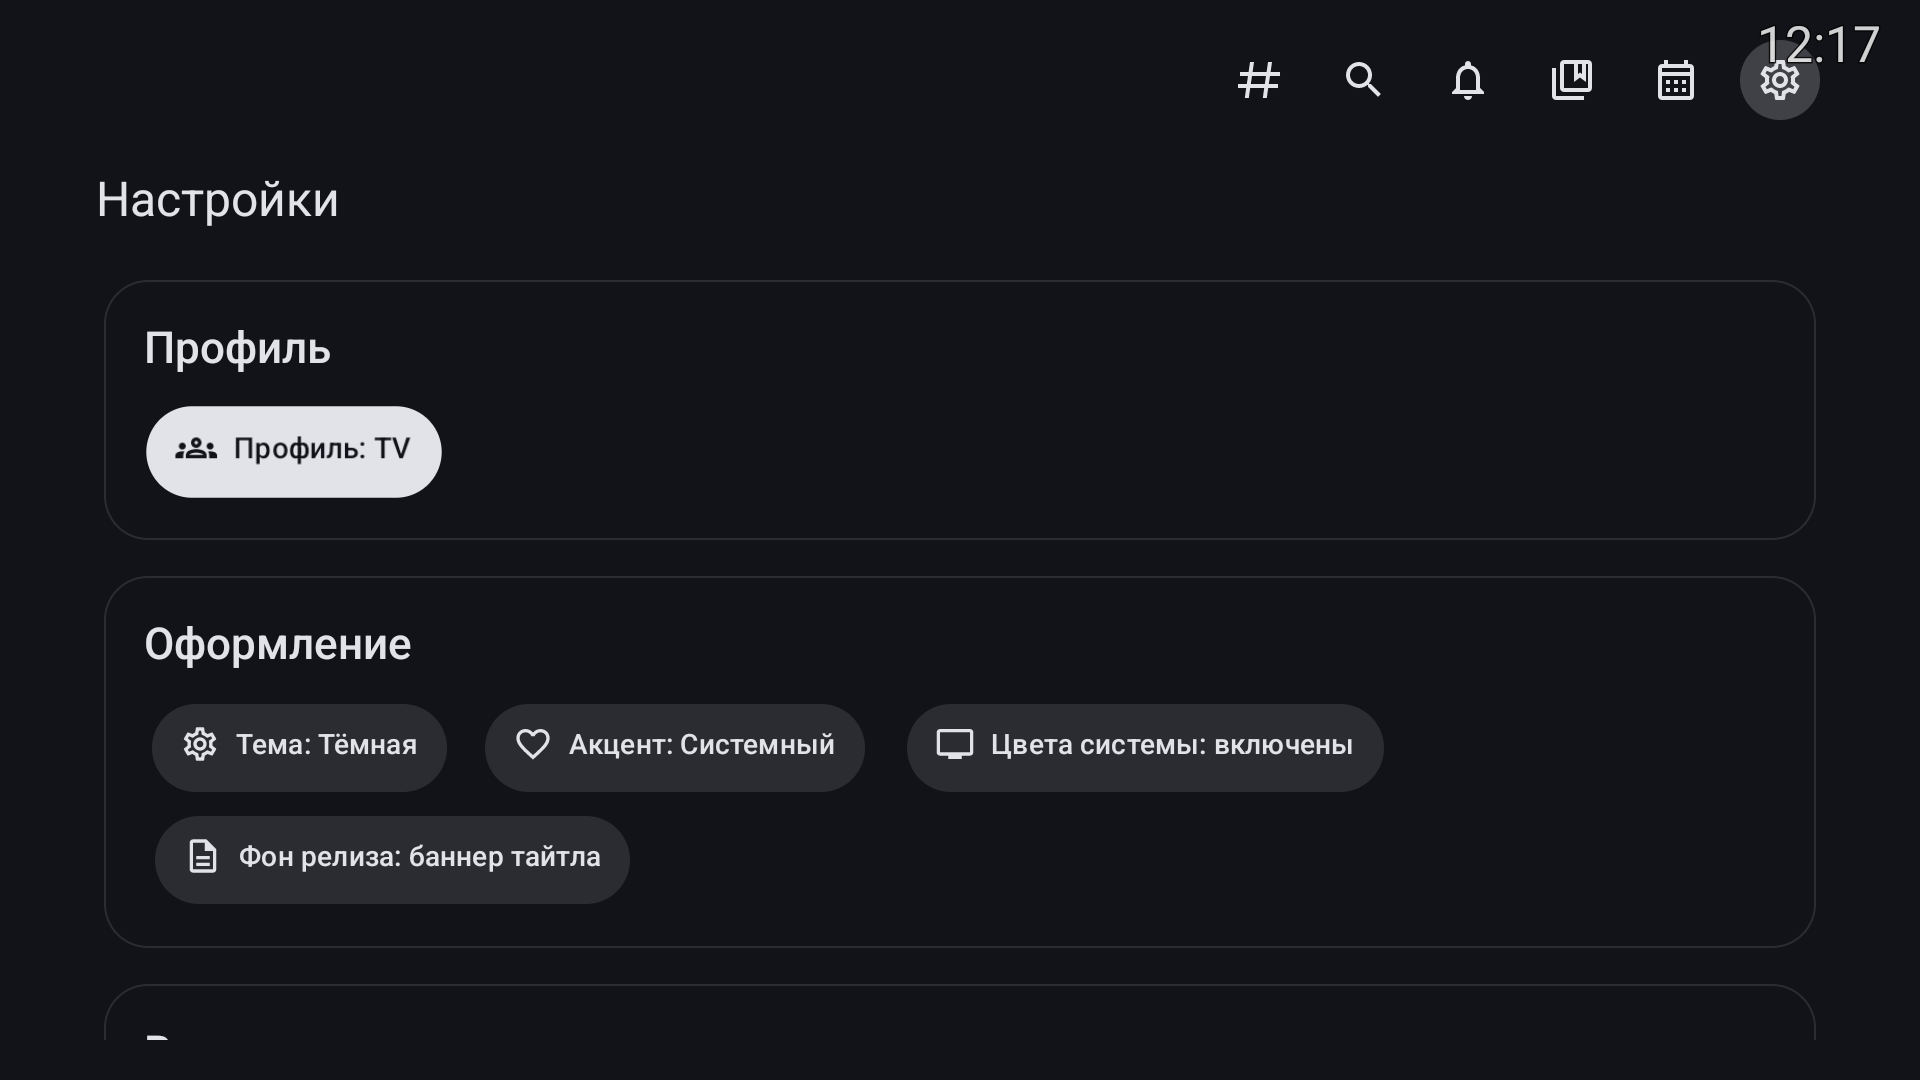 12:17
Настройки
Профиль
Профиль: TV
Оформление
Тема: Тёмная
Акцент: Системный
Цвета системы: включены
Фон релиза: баннер тайтла